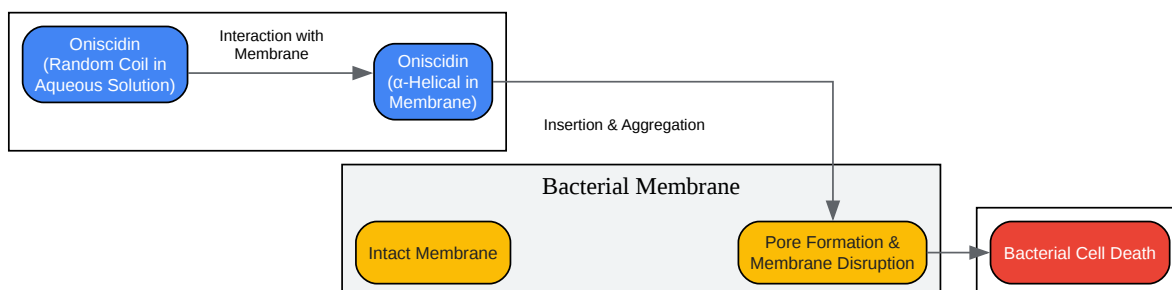 Oniscidin
(Random Coil in
Aqueous Solution)
Interaction with
Membrane
Oniscidin
(α-Helical in
Membrane)
Insertion & Aggregation
Bacterial Membrane
Intact Membrane
Pore Formation &
Membrane Disruption
Bacterial Cell Death